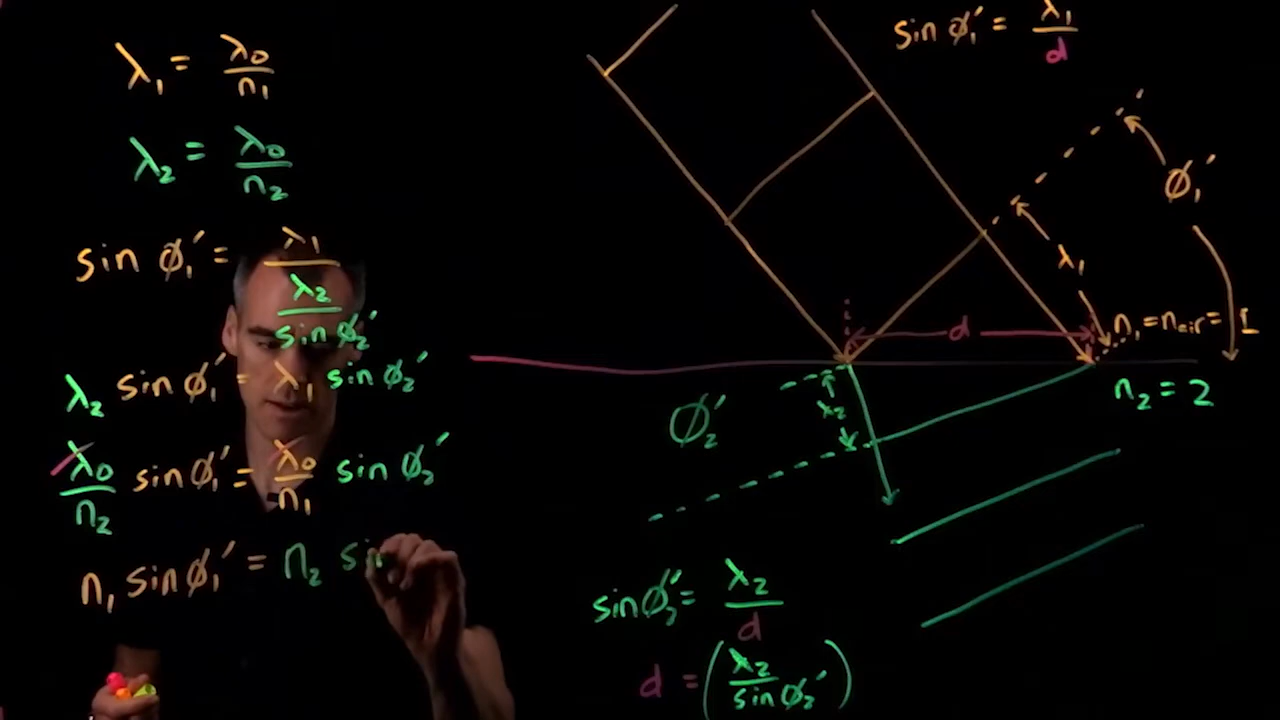 λ₁ = λ₀/n₁
λ₂ = λ₀/n₂
sin ϕ₁′ = λ₁/(λ₂/sin ϕ₂′)
λ₂ sin ϕ₁′ = λ₁ sin ϕ₂′
λ₀/n₂ sin ϕ₁′ = λ₀/n₁ sin ϕ₂′
n₁ sin ϕ₁′ = n₂ si
sin ϕ₁′ = λ₁/d
ϕ₁′
λ₁
d
n₁ = n air = 1
n₂ = 2
ϕ₂′
λ₂
sin ϕ₂′ = λ₂/d
d = (λ₂/sin ϕ₂′)